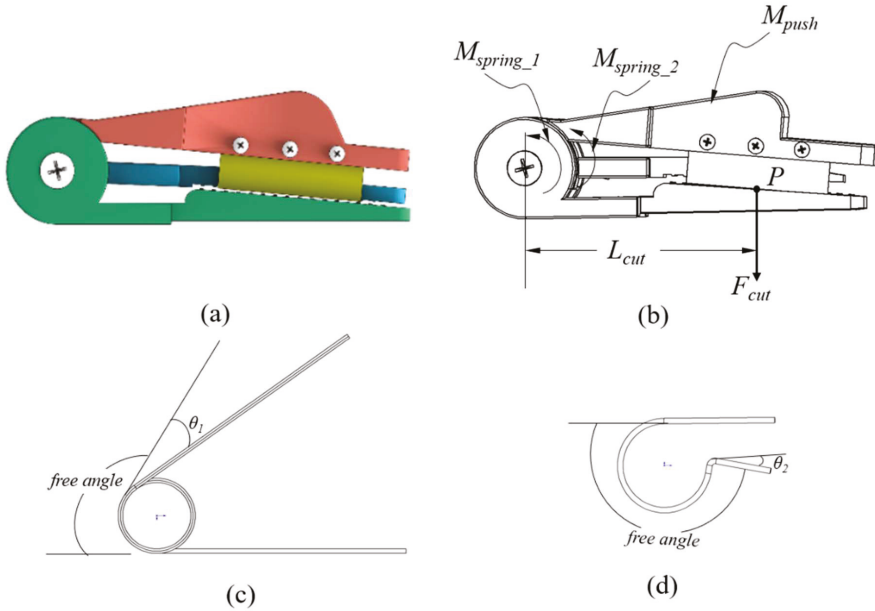 M_push
M_spring_1
M_spring_2
P
L_cut
F_cut
(a)
(b)
θ_1
free angle
θ_2
free angle
(c)
(d)